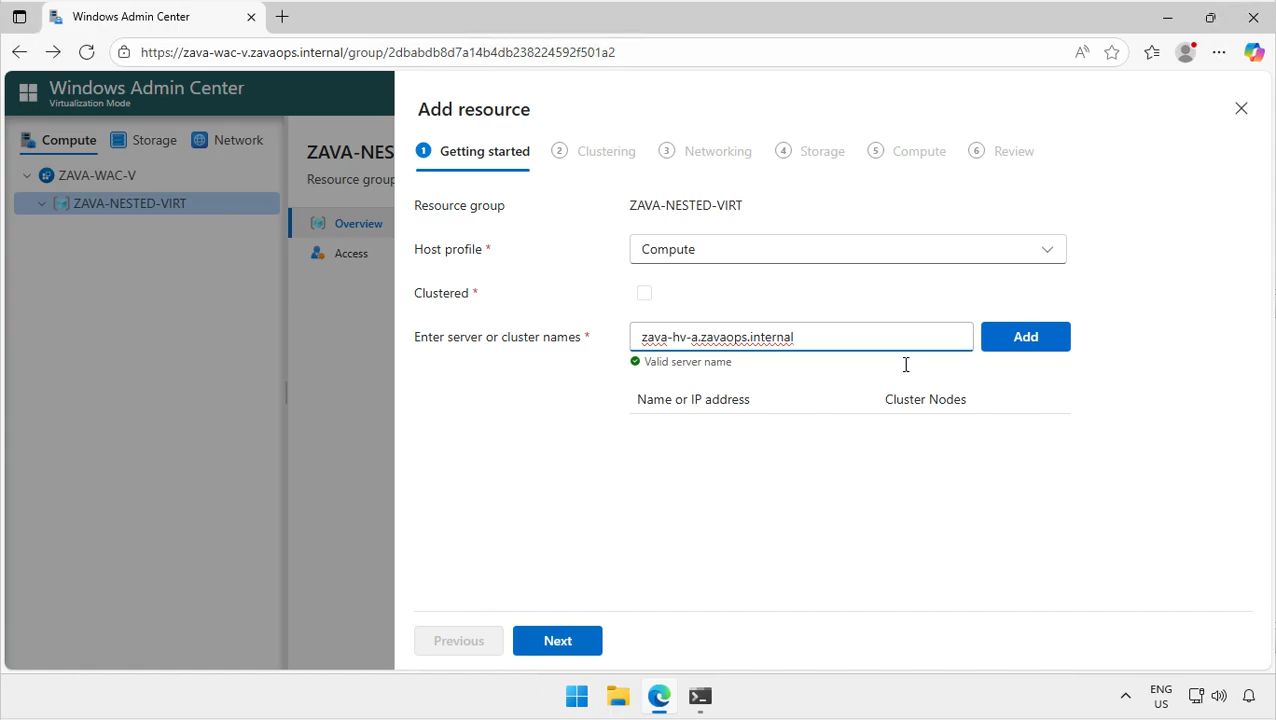 Windows Admin Center
https://zava-wac-v.zavaops.internal/group/2dbabdb8d7a14b4db238224592f501a2
Windows Admin Center
Virtualization Mode
Compute
Storage
Network
ZAVA-WAC-V
ZAVA-NESTED-VIRT
ZAVA-NES
Resource group
Overview
Access
Add resource
1 Getting started
2 Clustering
3 Networking
4 Storage
5 Compute
6 Review
Resource group
ZAVA-NESTED-VIRT
Host profile *
Compute
Clustered *
Enter server or cluster names *
zava-hv-a.zavaops.internal
Add
Valid server name
Name or IP address
Cluster Nodes
Previous
Next
ENG
US